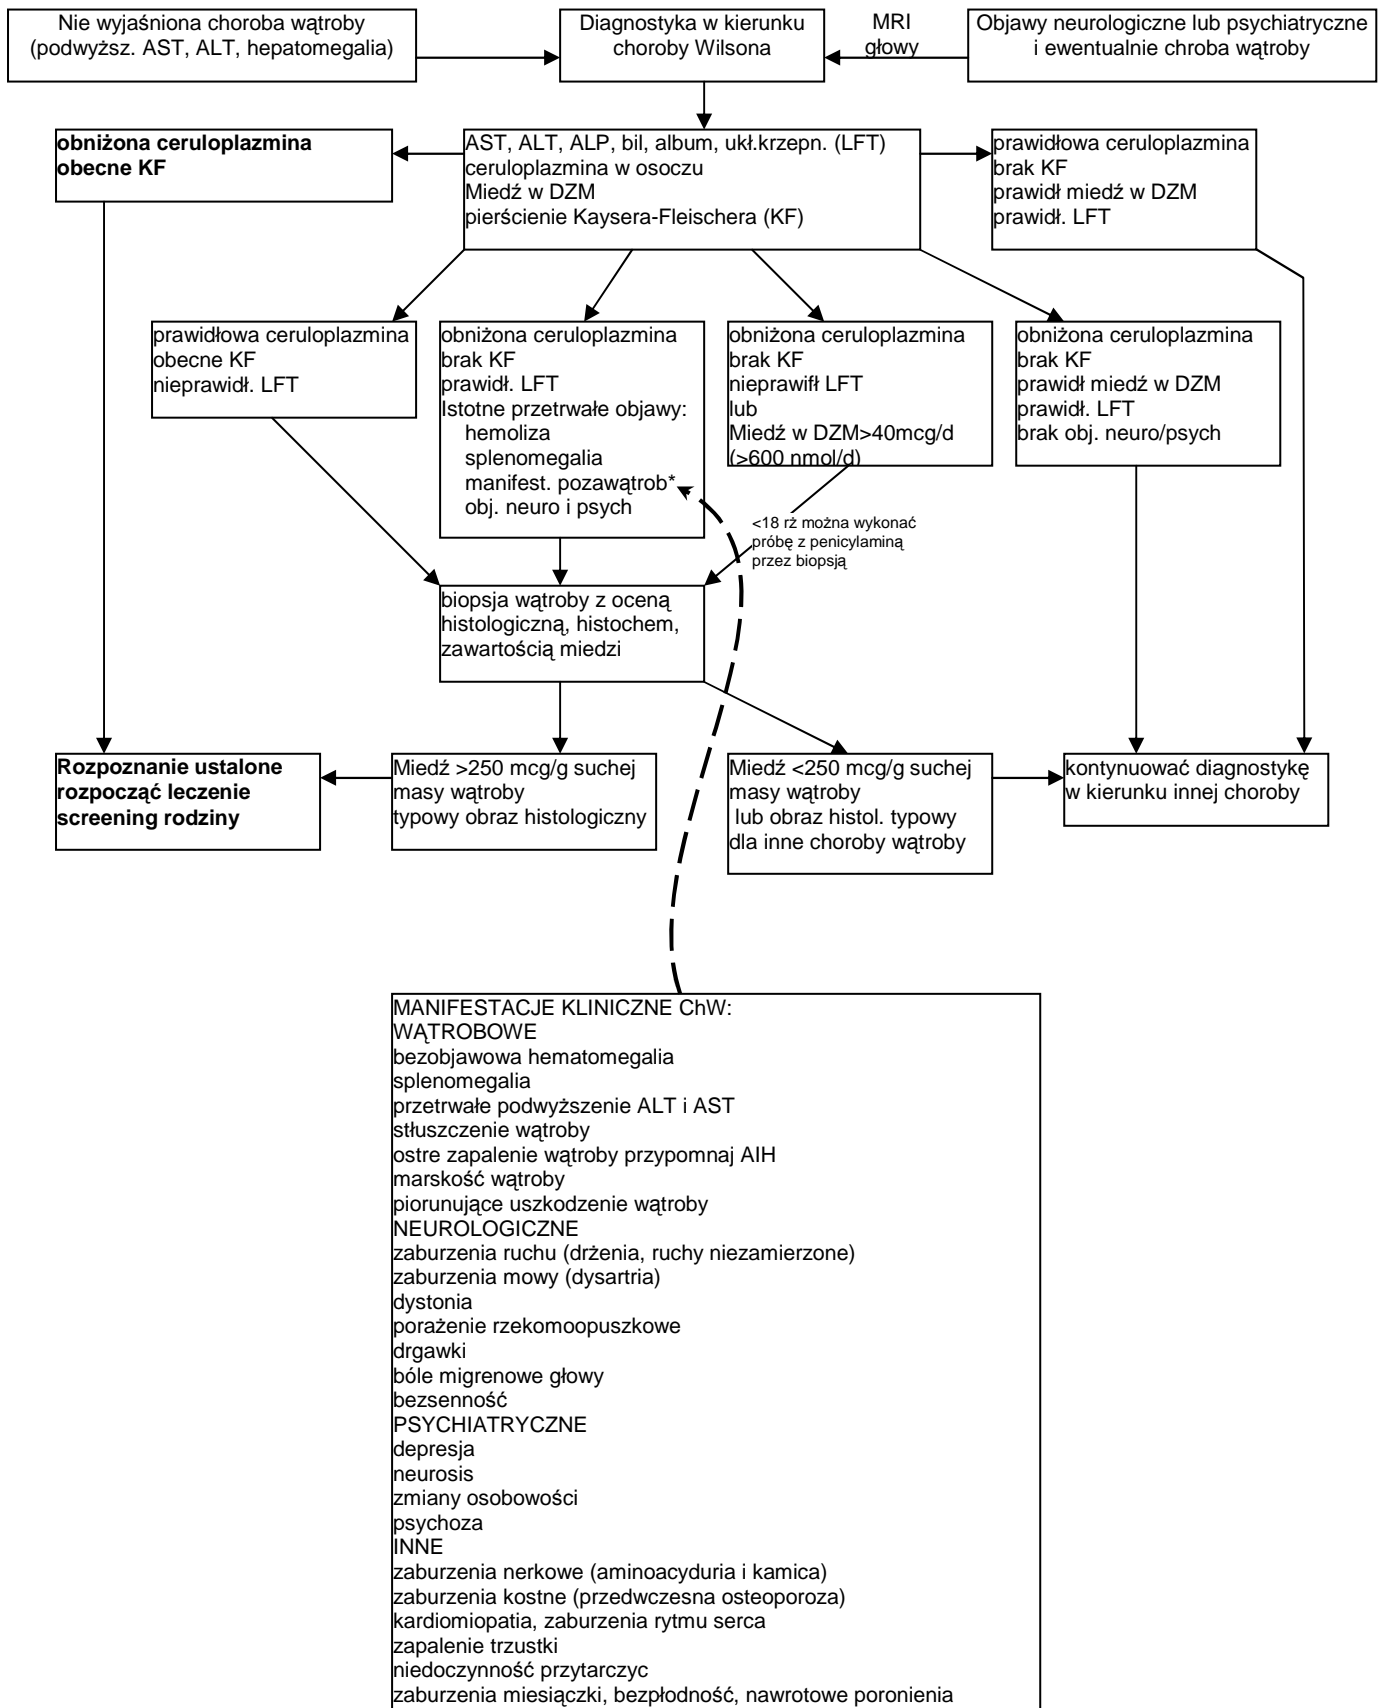 Nie wyjaśniona choroba wątroby
(podwyższ. AST, ALT, hepatomegalia)
Diagnostyka w kierunku
choroby Wilsona
MRI
głowy
Objawy neurologiczne lub psychiatryczne
i ewentualnie chroba wątroby
obniżona ceruloplazmina
obecne KF
AST, ALT, ALP, bil, album, ukł.krzepn. (LFT)
ceruloplazmina w osoczu
Miedź w DZM
pierścienie Kaysera-Fleischera (KF)
prawidłowa ceruloplazmina
brak KF
prawidł miedź w DZM
prawidł. LFT
prawidłowa ceruloplazmina
obecne KF
nieprawidł. LFT
obniżona ceruloplazmina
brak KF
prawidł. LFT
Istotne przetrwałe objawy:
hemoliza
splenomegalia
manifest. pozawątrob*
obj. neuro i psych
obniżona ceruloplazmina
brak KF
nieprawifł LFT
lub
Miedź w DZM>40mcg/d
(>600 nmol/d)
obniżona ceruloplazmina
brak KF
prawidł miedź w DZM
prawidł. LFT
brak obj. neuro/psych
<18 rż można wykonać
próbę z penicylaminą
przez biopsją
biopsja wątroby z oceną
histologiczną, histochem,
zawartością miedzi
Rozpoznanie ustalone
rozpocząć leczenie
screening rodziny
Miedź >250 mcg/g suchej
masy wątroby
typowy obraz histologiczny
Miedź <250 mcg/g suchej
masy wątroby
lub obraz histol. typowy
dla inne choroby wątroby
kontynuować diagnostykę
w kierunku innej choroby
MANIFESTACJE KLINICZNE ChW:
WĄTROBOWE
bezobjawowa hematomegalia
splenomegalia
przetrwałe podwyższenie ALT i AST
stłuszczenie wątroby
ostre zapalenie wątroby przypomnaj AIH
marskość wątroby
piorunujące uszkodzenie wątroby
NEUROLOGICZNE
zaburzenia ruchu (drżenia, ruchy niezamierzone)
zaburzenia mowy (dysartria)
dystonia
porażenie rzekomoopuszkowe
drgawki
bóle migrenowe głowy
bezsenność
PSYCHIATRYCZNE
depresja
neurosis
zmiany osobowości
psychoza
INNE
zaburzenia nerkowe (aminoacyduria i kamica)
zaburzenia kostne (przedwczesna osteoporoza)
kardiomiopatia, zaburzenia rytmu serca
zapalenie trzustki
niedoczynność przytarczyc
zaburzenia miesiączki, bezpłodność, nawrotowe poronienia